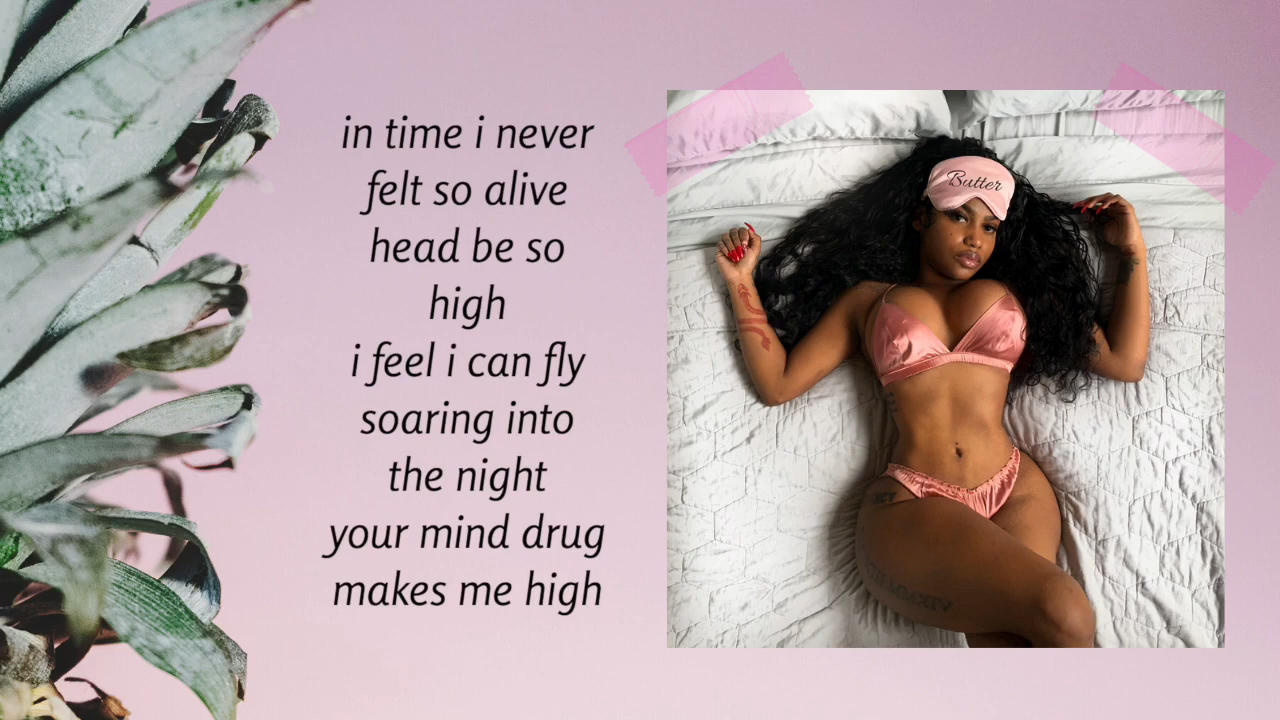 in time i never
felt so alive
head be so
high
i feel i can fly
soaring into
the night
your mind drug
makes me high
Butter